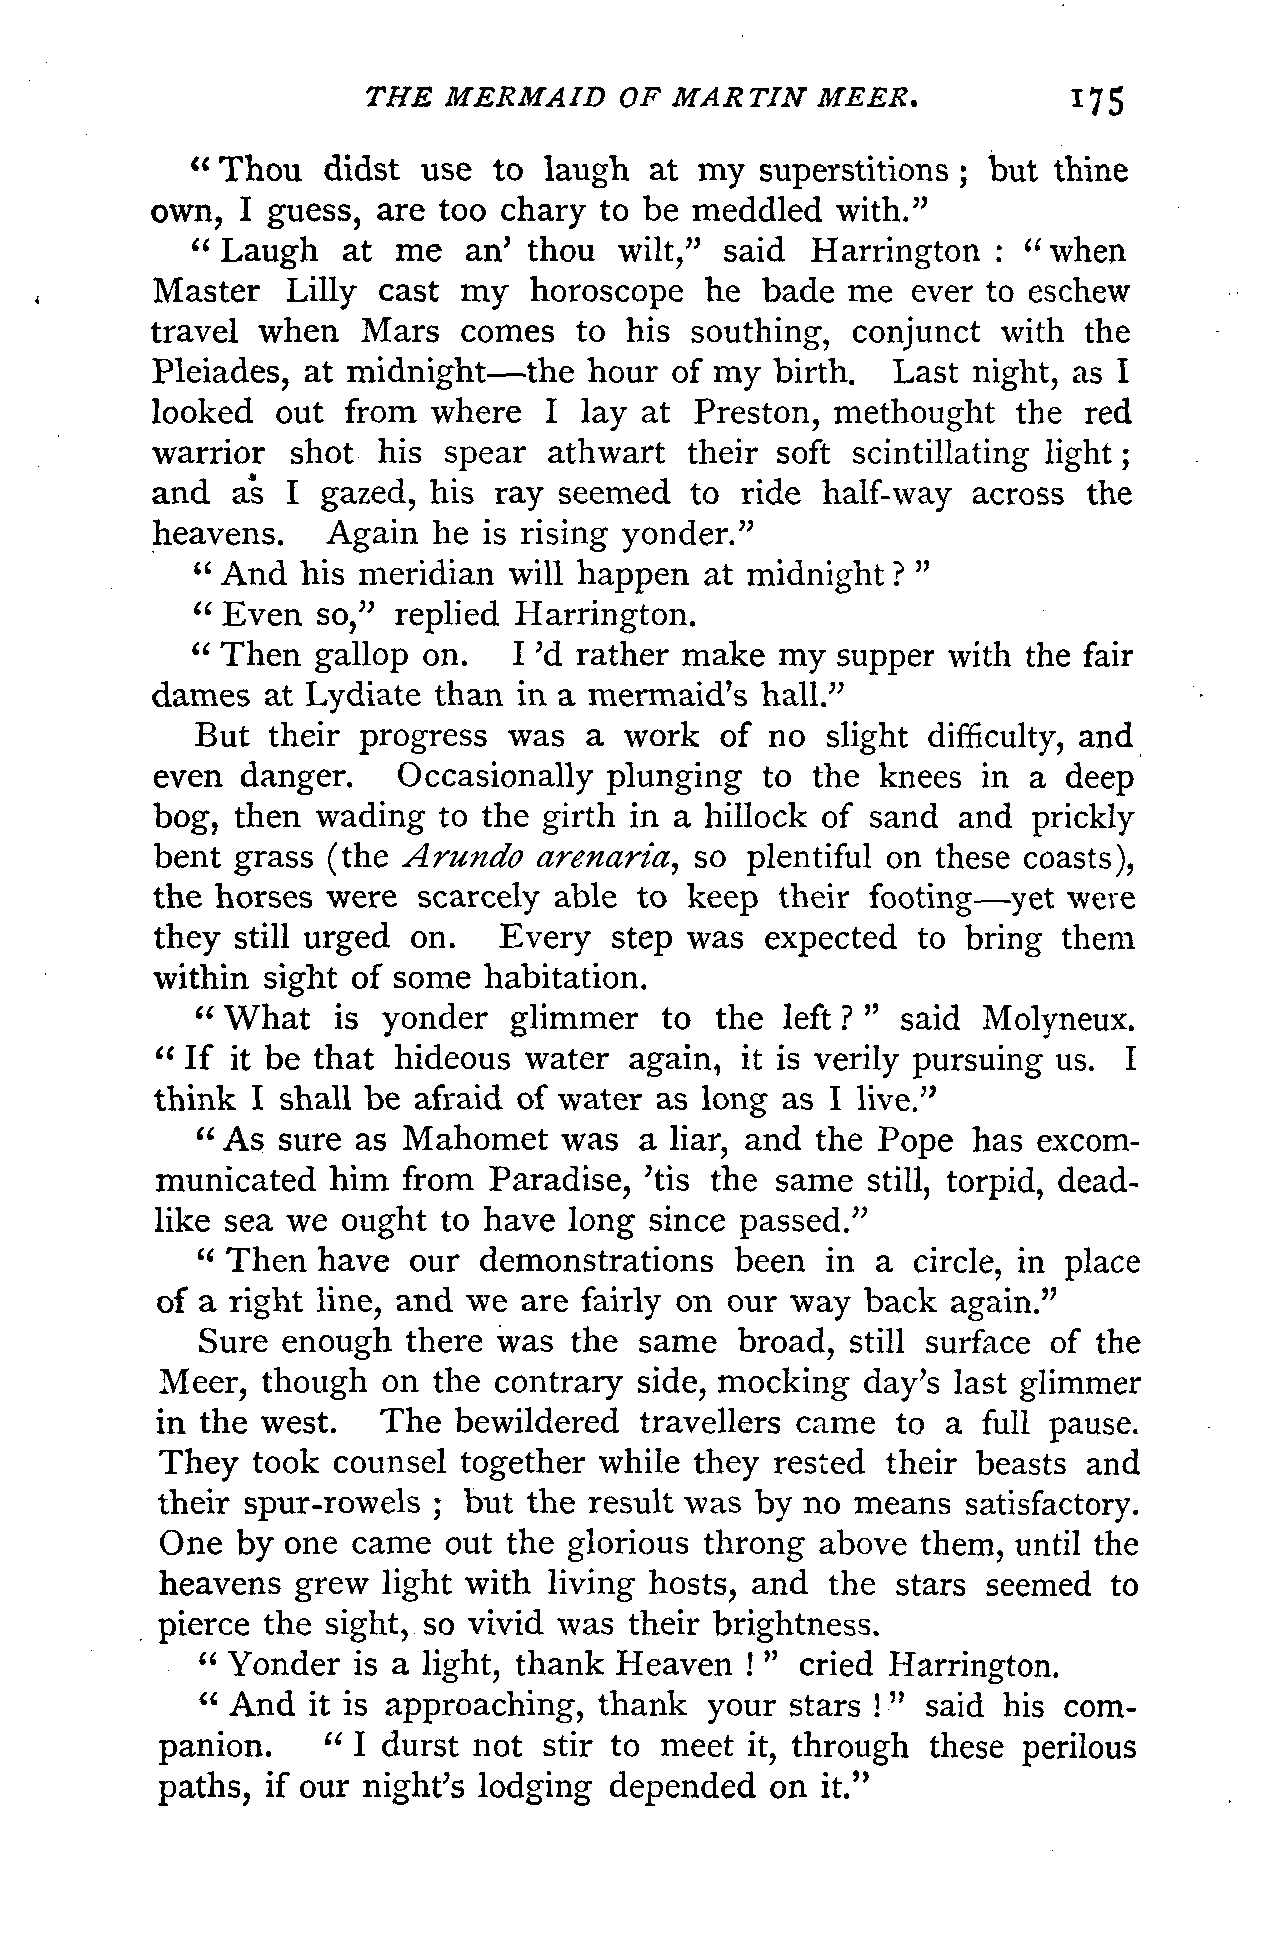 THE MERMAID OF MARTIN MEER. 175
“ Thou didst use to laugh at my superstitions ; but thine
own, I guess, are too chary to be meddled with.”
“ Laugh at me an’ thou wilt,” said Harrington : “ when
Master Lilly cast my horoscope he bade me ever to eschew
travel when Mars comes to his southing, conjunct with the
Pleiades, at midnight—the hour of my birth. Last night, as I
looked out from where I lay at Preston, methought the red
warrior shot his spear athwart their soft scintillating light ;
and as I gazed, his ray seemed to ride half-way across the
heavens. Again he is rising yonder.”
“ And his meridian will happen at midnight ? ”
“ Even so,” replied Harrington.
“ Then gallop on. I ’d rather make my supper with the fair
dames at Lydiate than in a mermaid’s hall.”
But their progress was a work of no slight difficulty, and
even danger. Occasionally plunging to the knees in a deep
bog, then wading to the girth in a hillock of sand and prickly
bent grass (the Arundo arenaria, so plentiful on these coasts),
the horses were scarcely able to keep their footing—yet were
they still urged on. Every step was expected to bring them
within sight of some habitation.
“ What is yonder glimmer to the left ? ” said Molyneux.
“ If it be that hideous water again, it is verily pursuing us. I
think I shall be afraid of water as long as I live.”
“ As sure as Mahomet was a liar, and the Pope has excom-
municated him from Paradise, ’tis the same still, torpid, dead-
like sea we ought to have long since passed.”
“ Then have our demonstrations been in a circle, in place
of a right line, and we are fairly on our way back again.”
Sure enough there was the same broad, still surface of the
Meer, though on the contrary side, mocking day’s last glimmer
in the west. The bewildered travellers came to a full pause.
They took counsel together while they rested their beasts and
their spur-rowels ; but the result was by no means satisfactory.
One by one came out the glorious throng above them, until the
heavens grew light with living hosts, and the stars seemed to
pierce the sight, so vivid was their brightness.
“ Yonder is a light, thank Heaven ! ” cried Harrington.
“ And it is approaching, thank your stars ! ” said his com-
panion. “ I durst not stir to meet it, through these perilous
paths, if our night’s lodging depended on it.”